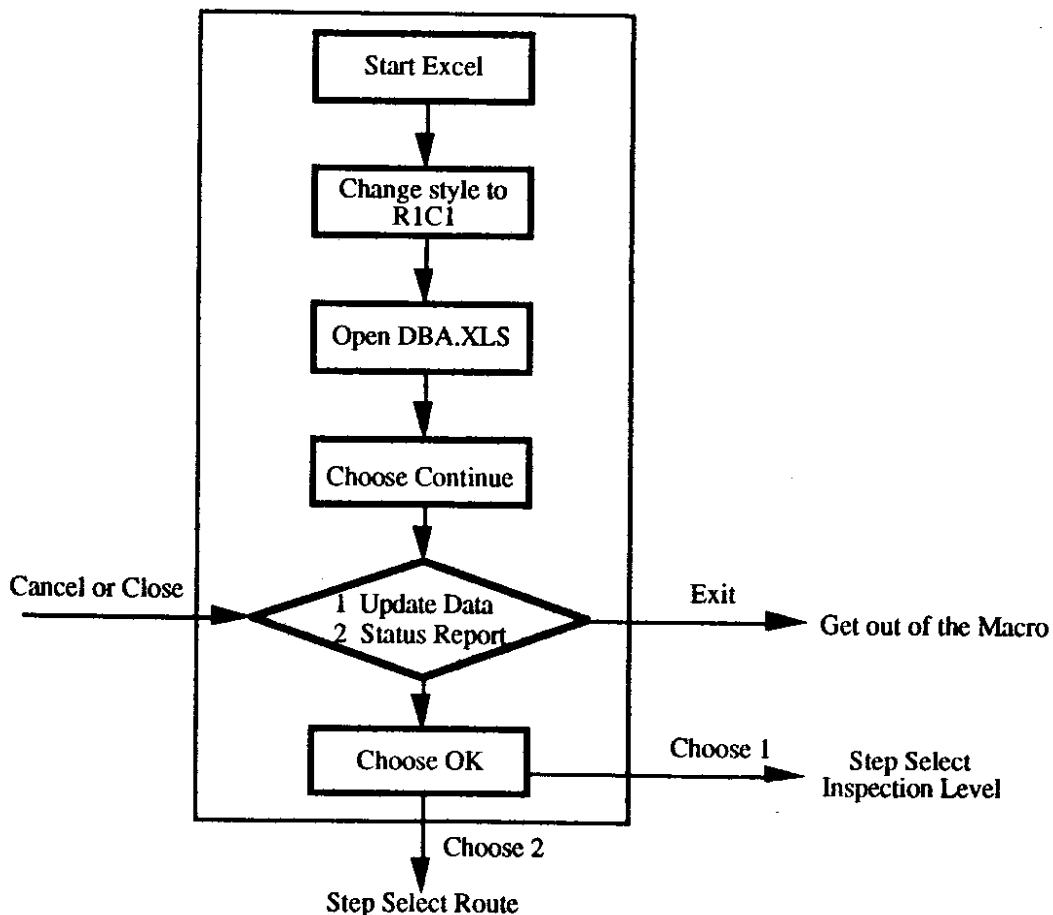 Start Excel
Change style to
R1C1
Open DBA.XLS
Choose Continue
Cancel or Close
1 Update Data
2 Status Report
Exit
Get out of the Macro
Choose OK
Choose 1
Step Select
Inspection Level
Choose 2
Step Select Route